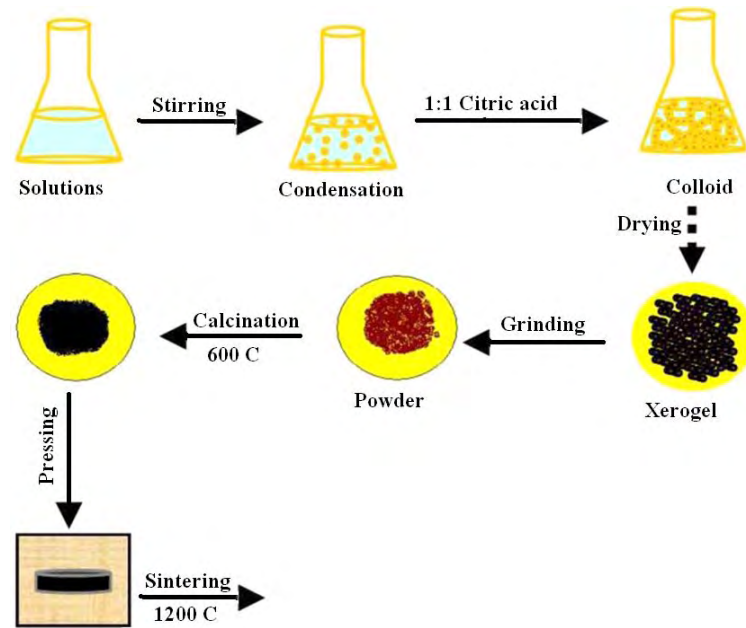 Stirring
1:1 Citric acid
Solutions
Condensation
Colloid
Drying
Calcination
600 C
Grinding
Powder
Xerogel
Pressing
Sintering
1200 C